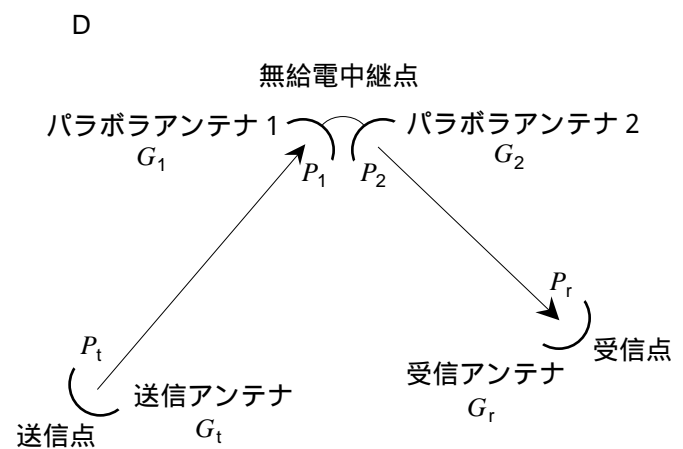 D
無給電中継点
パラボラアンテナ 1 パラボラアンテナ 2
G1 G2
P1 P2
Pr
受信点
Pt
受信アンテナ
送信アンテナ Gr
送信点 Gt